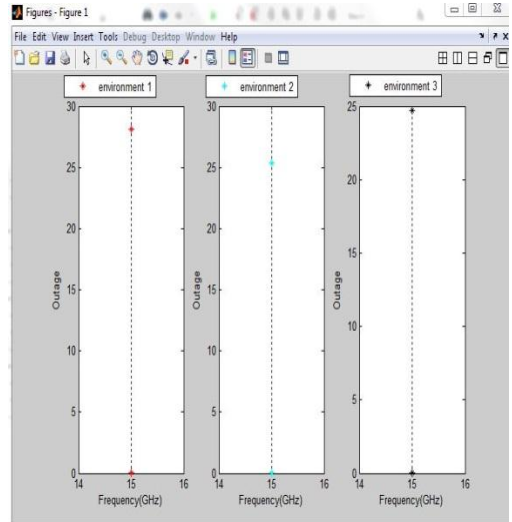 Figures - Figure 1
File Edit View Insert Tools Debug Desktop Window Help
environment 1
environment 2
environment 3
30
25
20
15
10
5
0
14
15
16
Outage
Frequency(GHz)
30
25
20
15
10
5
0
14
15
16
Outage
Frequency(GHz)
25
20
15
10
5
0
14
15
16
Outage
Frequency(GHz)